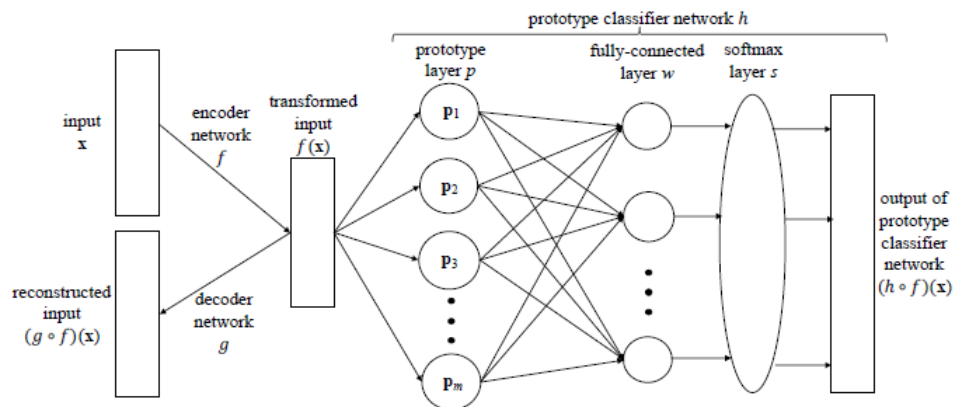 prototype classifier network h
prototype
layer p
fully-connected
layer w
softmax
layer s
input
x
encoder
network
f
transformed
input
f(x)
p1
p2
p3
pm
reconstructed
input
(g ∘ f)(x)
decoder
network
g
output of
prototype
classifier
network
(h ∘ f)(x)